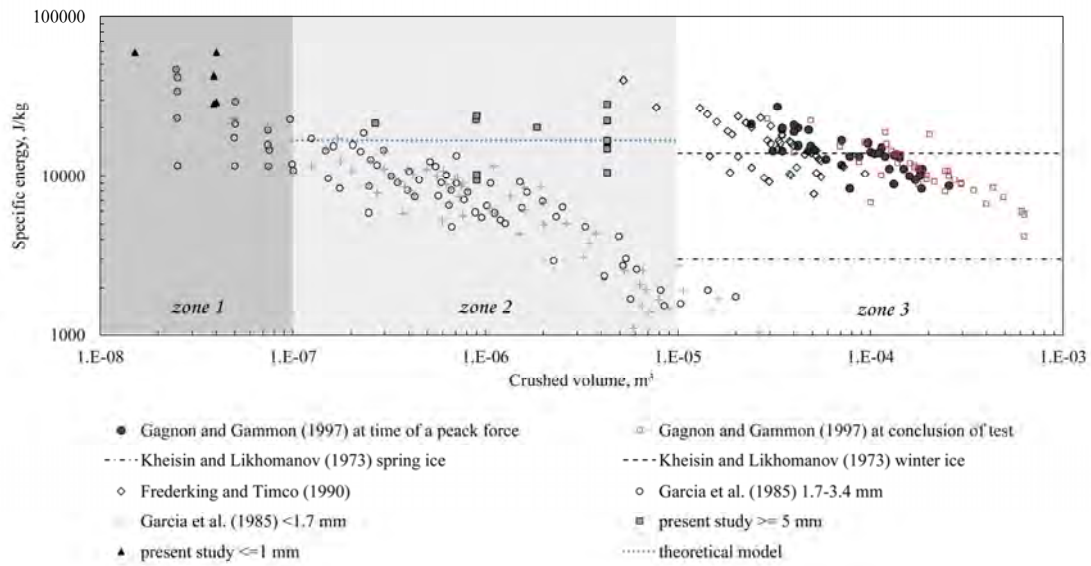 100000
10000
1000
Specific energy, J/kg
zone 1
zone 2
zone 3
1.E-08
1.E-07
1.E-06
1.E-05
1.E-04
1.E-03
Crushed volume, m³
Gagnon and Gammon (1997) at time of a peack force
Gagnon and Gammon (1997) at conclusion of test
Kheisin and Likhomanov (1973) spring ice
Kheisin and Likhomanov (1973) winter ice
Frederking and Timco (1990)
Garcia et al. (1985) 1.7-3.4 mm
Garcia et al. (1985) <1.7 mm
present study >= 5 mm
present study <=1 mm
theoretical model